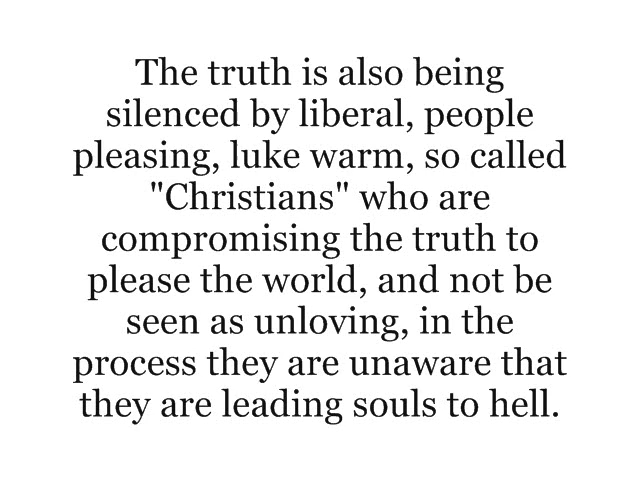 The truth is also being
silenced by liberal, people
pleasing, luke warm, so called
"Christians" who are
compromising the truth to
please the world, and not be
seen as unloving, in the
process they are unaware that
they are leading souls to hell.